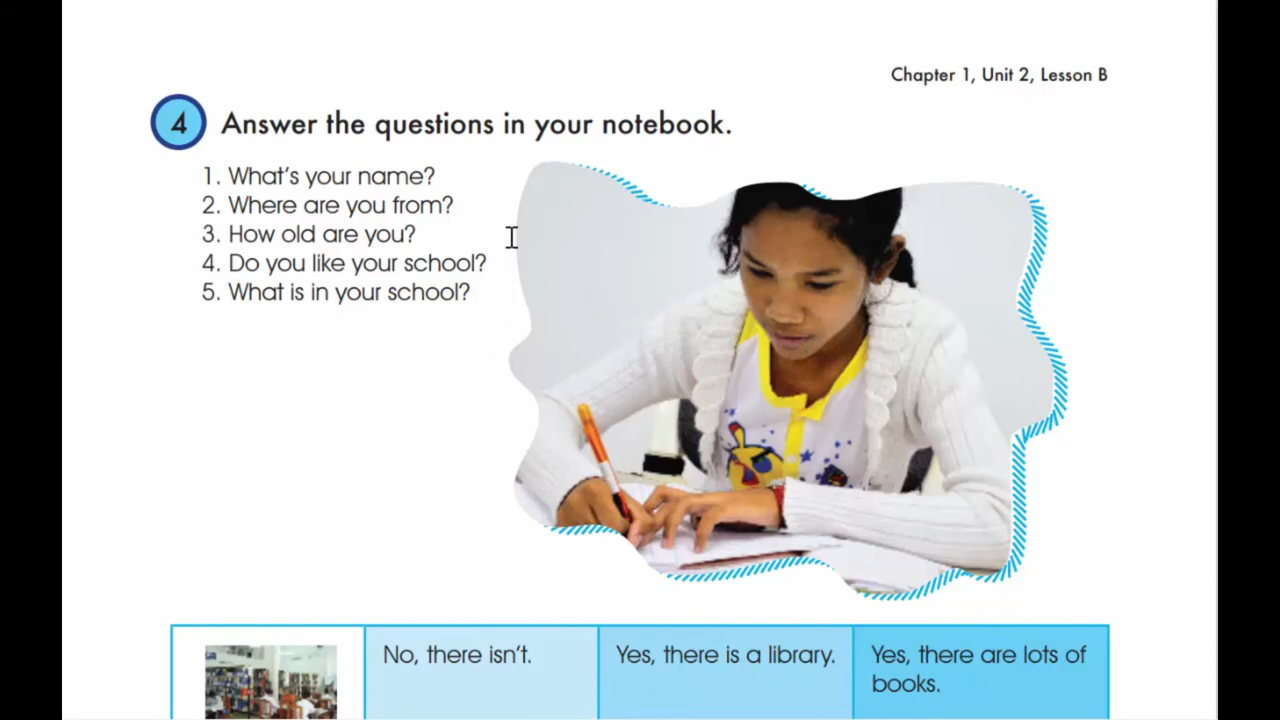 Chapter 1, Unit 2, Lesson B
4 Answer the questions in your notebook.
1. What's your name?
2. Where are you from?
3. How old are you?
4. Do you like your school?
5. What is in your school?
No, there isn't.
Yes, there is a library.
Yes, there are lots of
books.